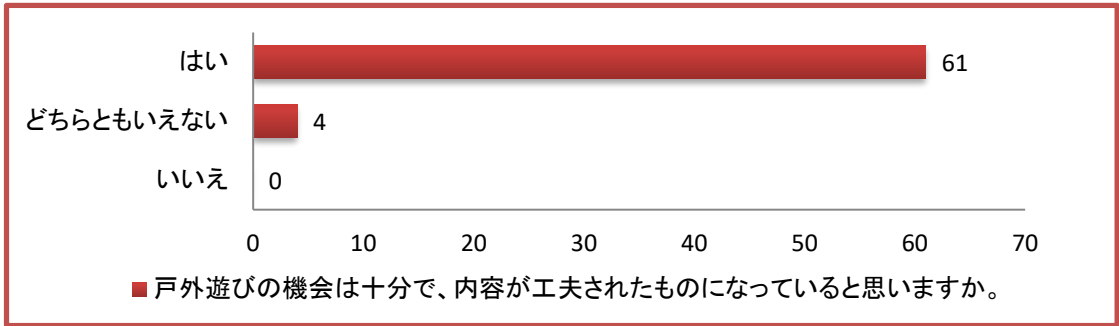 はい 61
どちらともいえない 4
いいえ 0
0 10 20 30 40 50 60 70
戸外遊びの機会は十分で、内容が工夫されたものになっていると思いますか。